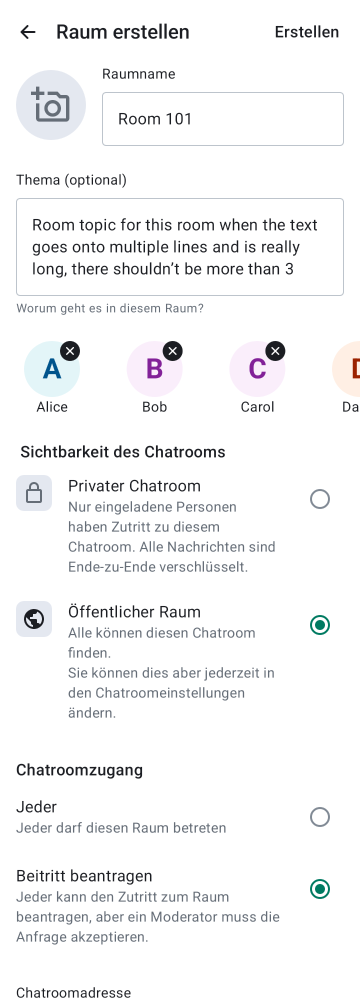 Raum erstellen
Erstellen
Raumname
Room 101
Thema (optional)
Room topic for this room when the text
goes onto multiple lines and is really
long, there shouldn't be more than 3
Worum geht es in diesem Raum?
A
B
C
Alice
Bob
Carol
Da
Sichtbarkeit des Chatrooms
Privater Chatroom
Nur eingeladene Personen
haben Zutritt zu diesem
Chatroom. Alle Nachrichten sind
Ende-zu-Ende verschlüsselt.
Öffentlicher Raum
Alle können diesen Chatroom
finden.
Sie können dies aber jederzeit in
den Chatroomeinstellungen
ändern.
Chatroomzugang
Jeder
Jeder darf diesen Raum betreten
Beitritt beantragen
Jeder kann den Zutritt zum Raum
beantragen, aber ein Moderator muss die
Anfrage akzeptieren.
Chatroomadresse